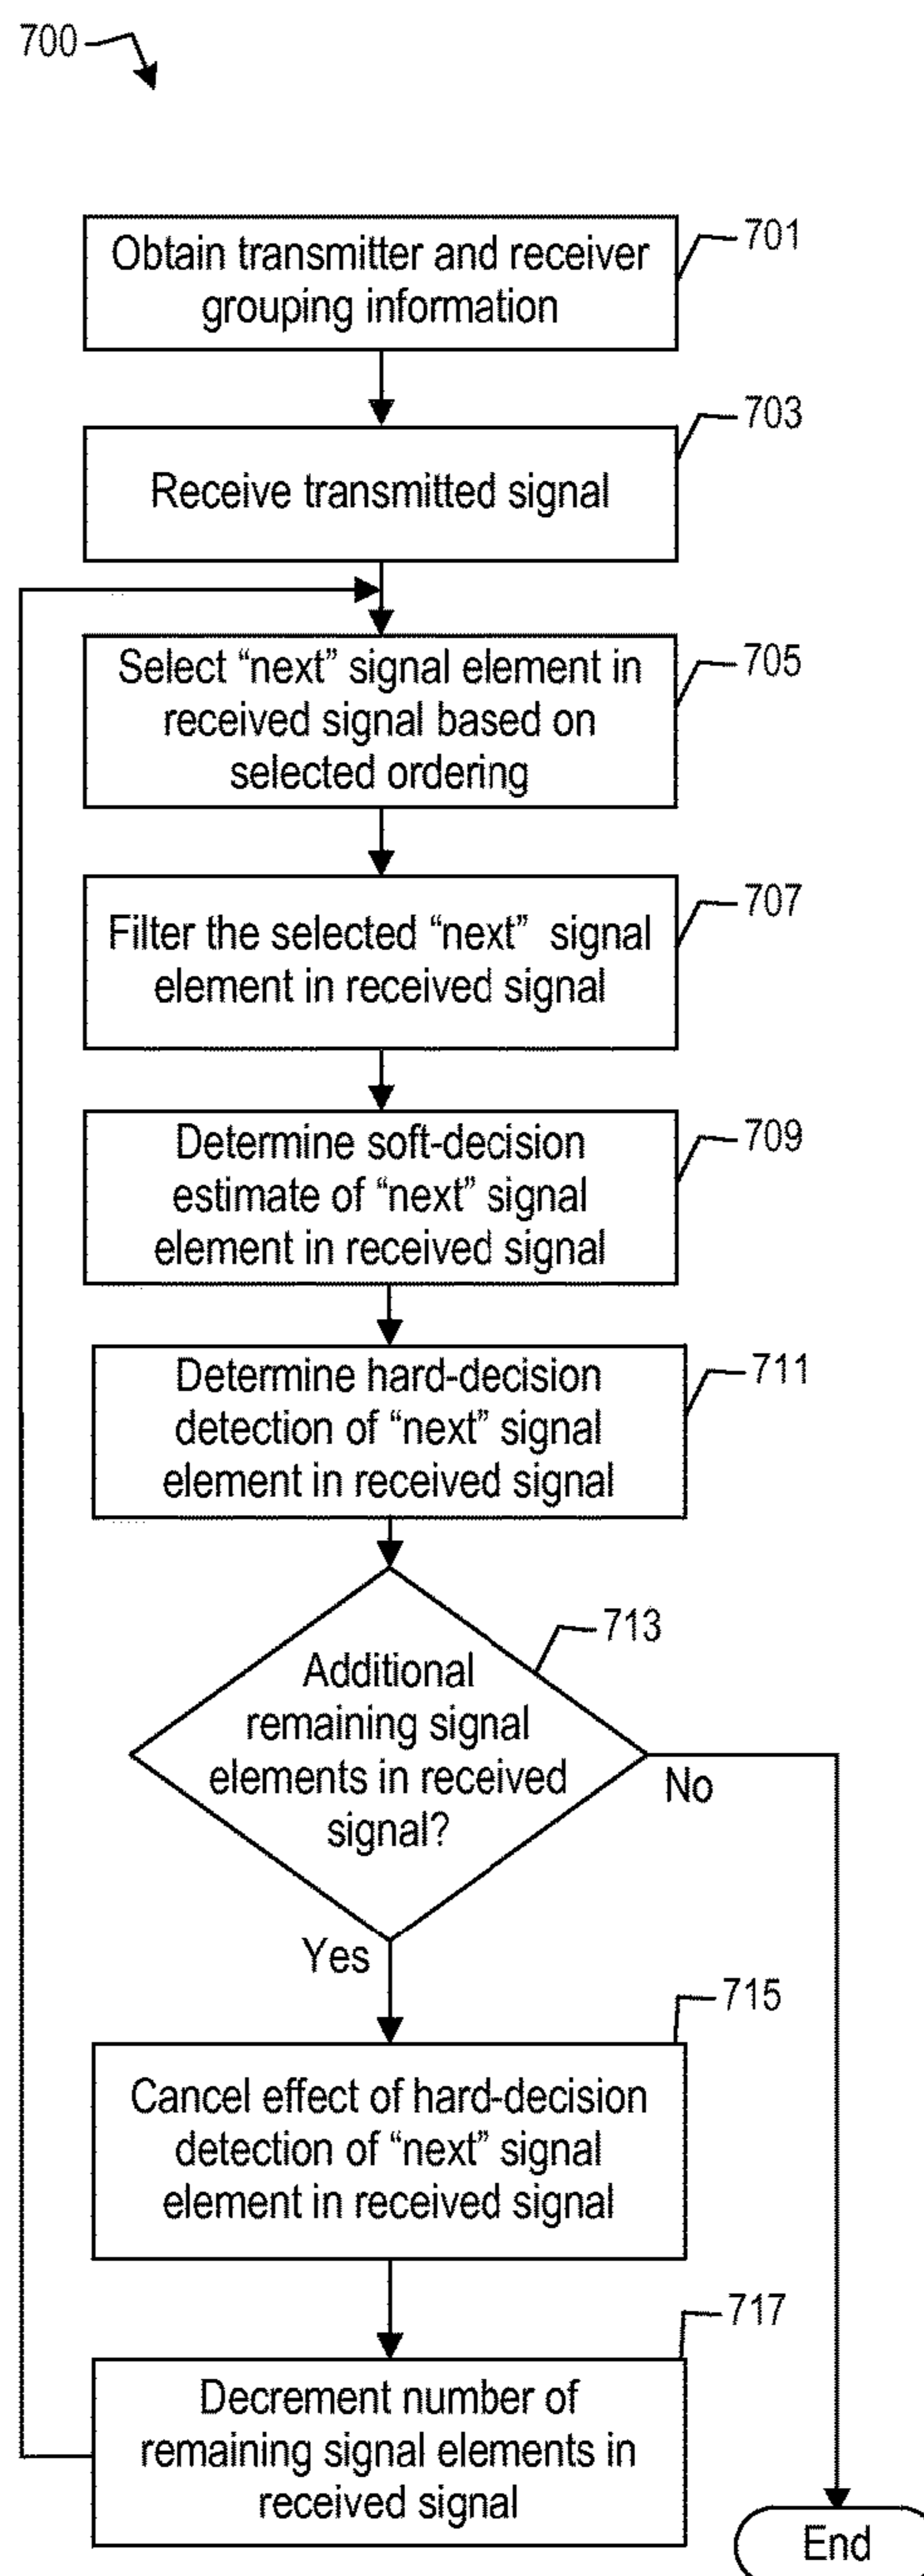 700
Obtain transmitter and receiver
grouping information
701
Receive transmitted signal
703
Select “next” signal element in
received signal based on
selected ordering
705
Filter the selected “next” signal
element in received signal
707
Determine soft-decision
estimate of “next” signal
element in received signal
709
Determine hard-decision
detection of “next” signal
element in received signal
711
Additional
remaining signal
elements in received
signal?
713
No
Yes
Cancel effect of hard-decision
detection of “next” signal
element in received signal
715
Decrement number of
remaining signal elements in
received signal
717
End